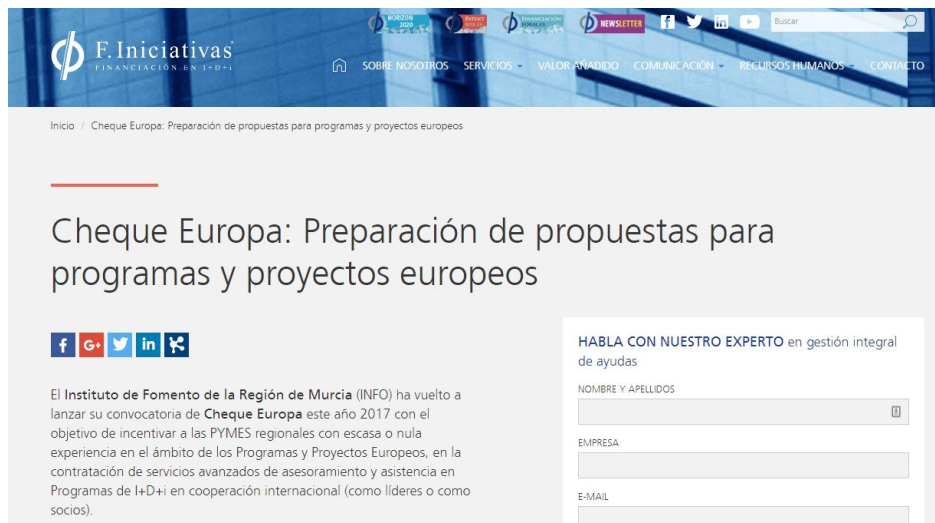 HORIZON
2020
PATENT
BOXES
FINANCIACIÓN
FORALES
NEWSLETTER
Buscar
F.Iniciativas
FINANCIACIÓN EN I+D+i
SOBRE NOSOTROS SERVICIOS VALOR AÑADIDO COMUNICACIÓN RECURSOS HUMANOS CONTACTO
Inicio / Cheque Europa: Preparación de propuestas para programas y proyectos europeos
Cheque Europa: Preparación de propuestas para
programas y proyectos europeos
El Instituto de Fomento de la Región de Murcia (INFO) ha vuelto a
lanzar su convocatoria de Cheque Europa este año 2017 con el
objetivo de incentivar a las PYMES regionales con escasa o nula
experiencia en el ámbito de los Programas y Proyectos Europeos, en la
contratación de servicios avanzados de asesoramiento y asistencia en
Programas de I+D+i en cooperación internacional (como líderes o como
socios).
HABLA CON NUESTRO EXPERTO en gestión integral
de ayudas
NOMBRE Y APELLIDOS
EMPRESA
E-MAIL